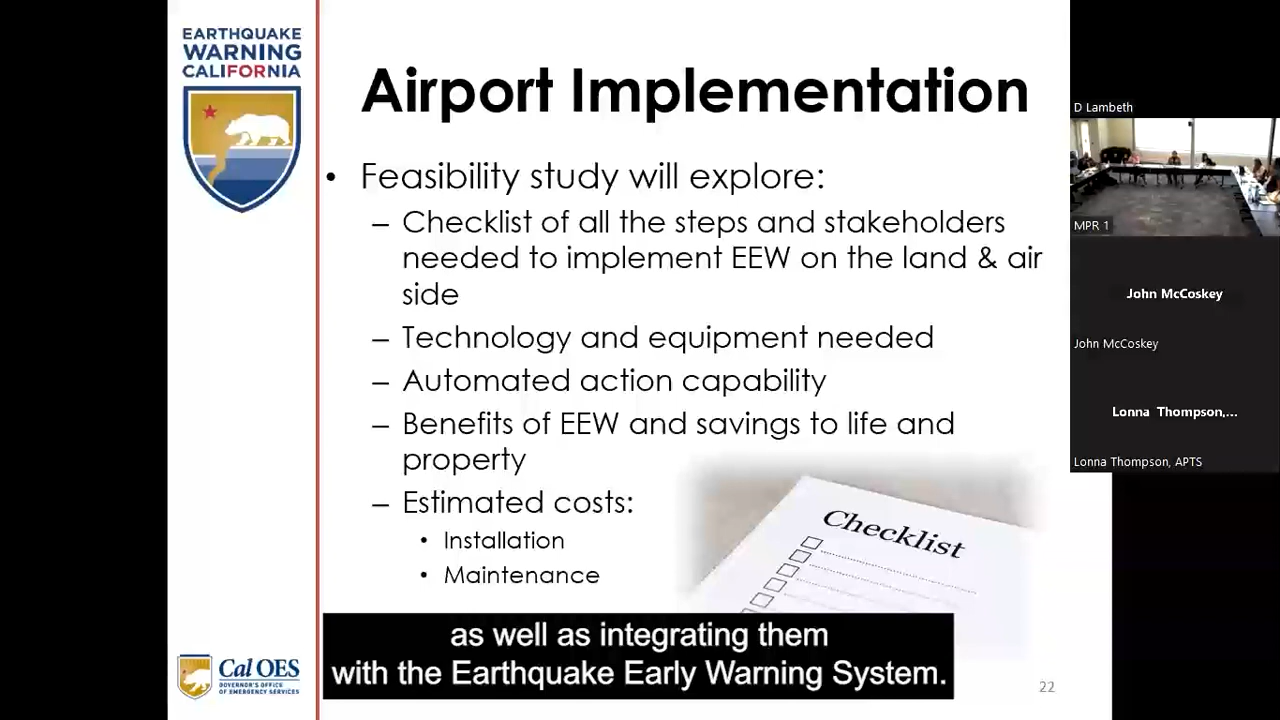 EARTHQUAKE
WARNING
CALIFORNIA
Airport Implementation
• Feasibility study will explore:
– Checklist of all the steps and stakeholders
needed to implement EEW on the land & air
side
– Technology and equipment needed
– Automated action capability
– Benefits of EEW and savings to life and
property
– Estimated costs:
• Installation
• Maintenance
Checklist
as well as integrating them
with the Earthquake Early Warning System.
Cal OES
GOVERNOR'S OFFICE
OF EMERGENCY SERVICES
22
D Lambeth
MPR 1
John McCoskey
John McCoskey
Lonna Thompson,...
Lonna Thompson, APTS